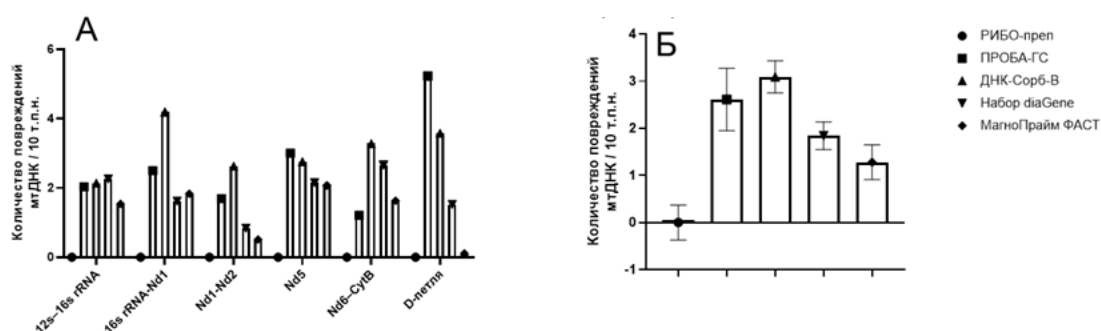 А
Количество повреждений
мтДНК / 10 т.п.н.
6
4
2
0
12s–16s rRNA
16s rRNA-Nd1
Nd1-Nd2
Nd5
Nd6–CytB
D-петля
Б
Количество повреждений
мтДНК / 10 т.п.н.
4
3
2
1
0
-1
РИБО-преп
ПРОБА-ГС
ДНК-Сорб-В
Набор diaGene
МагноПрайм ФАСТ